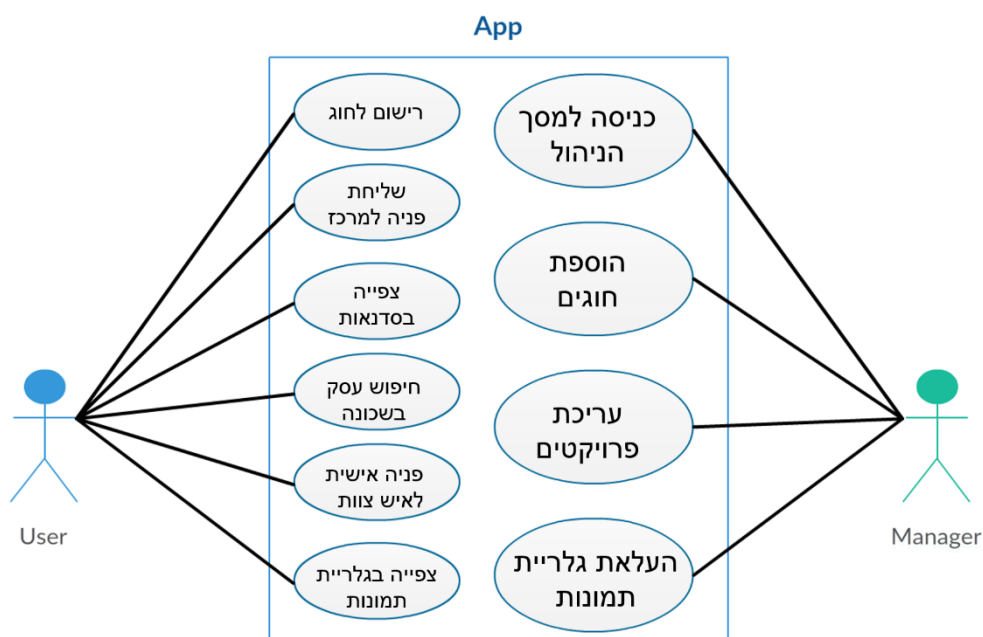 App
רישום לחוג
שליחת
פניה למרכז
צפייה
בסדנאות
חיפוש עסק
בשכונה
פניה אישית
לאיש צוות
צפייה בגלריית
תמונות
כניסה למסך
הניהול
הוספת
חוגים
עריכת
פרויקטים
העלאת גלריית
תמונות
User
Manager